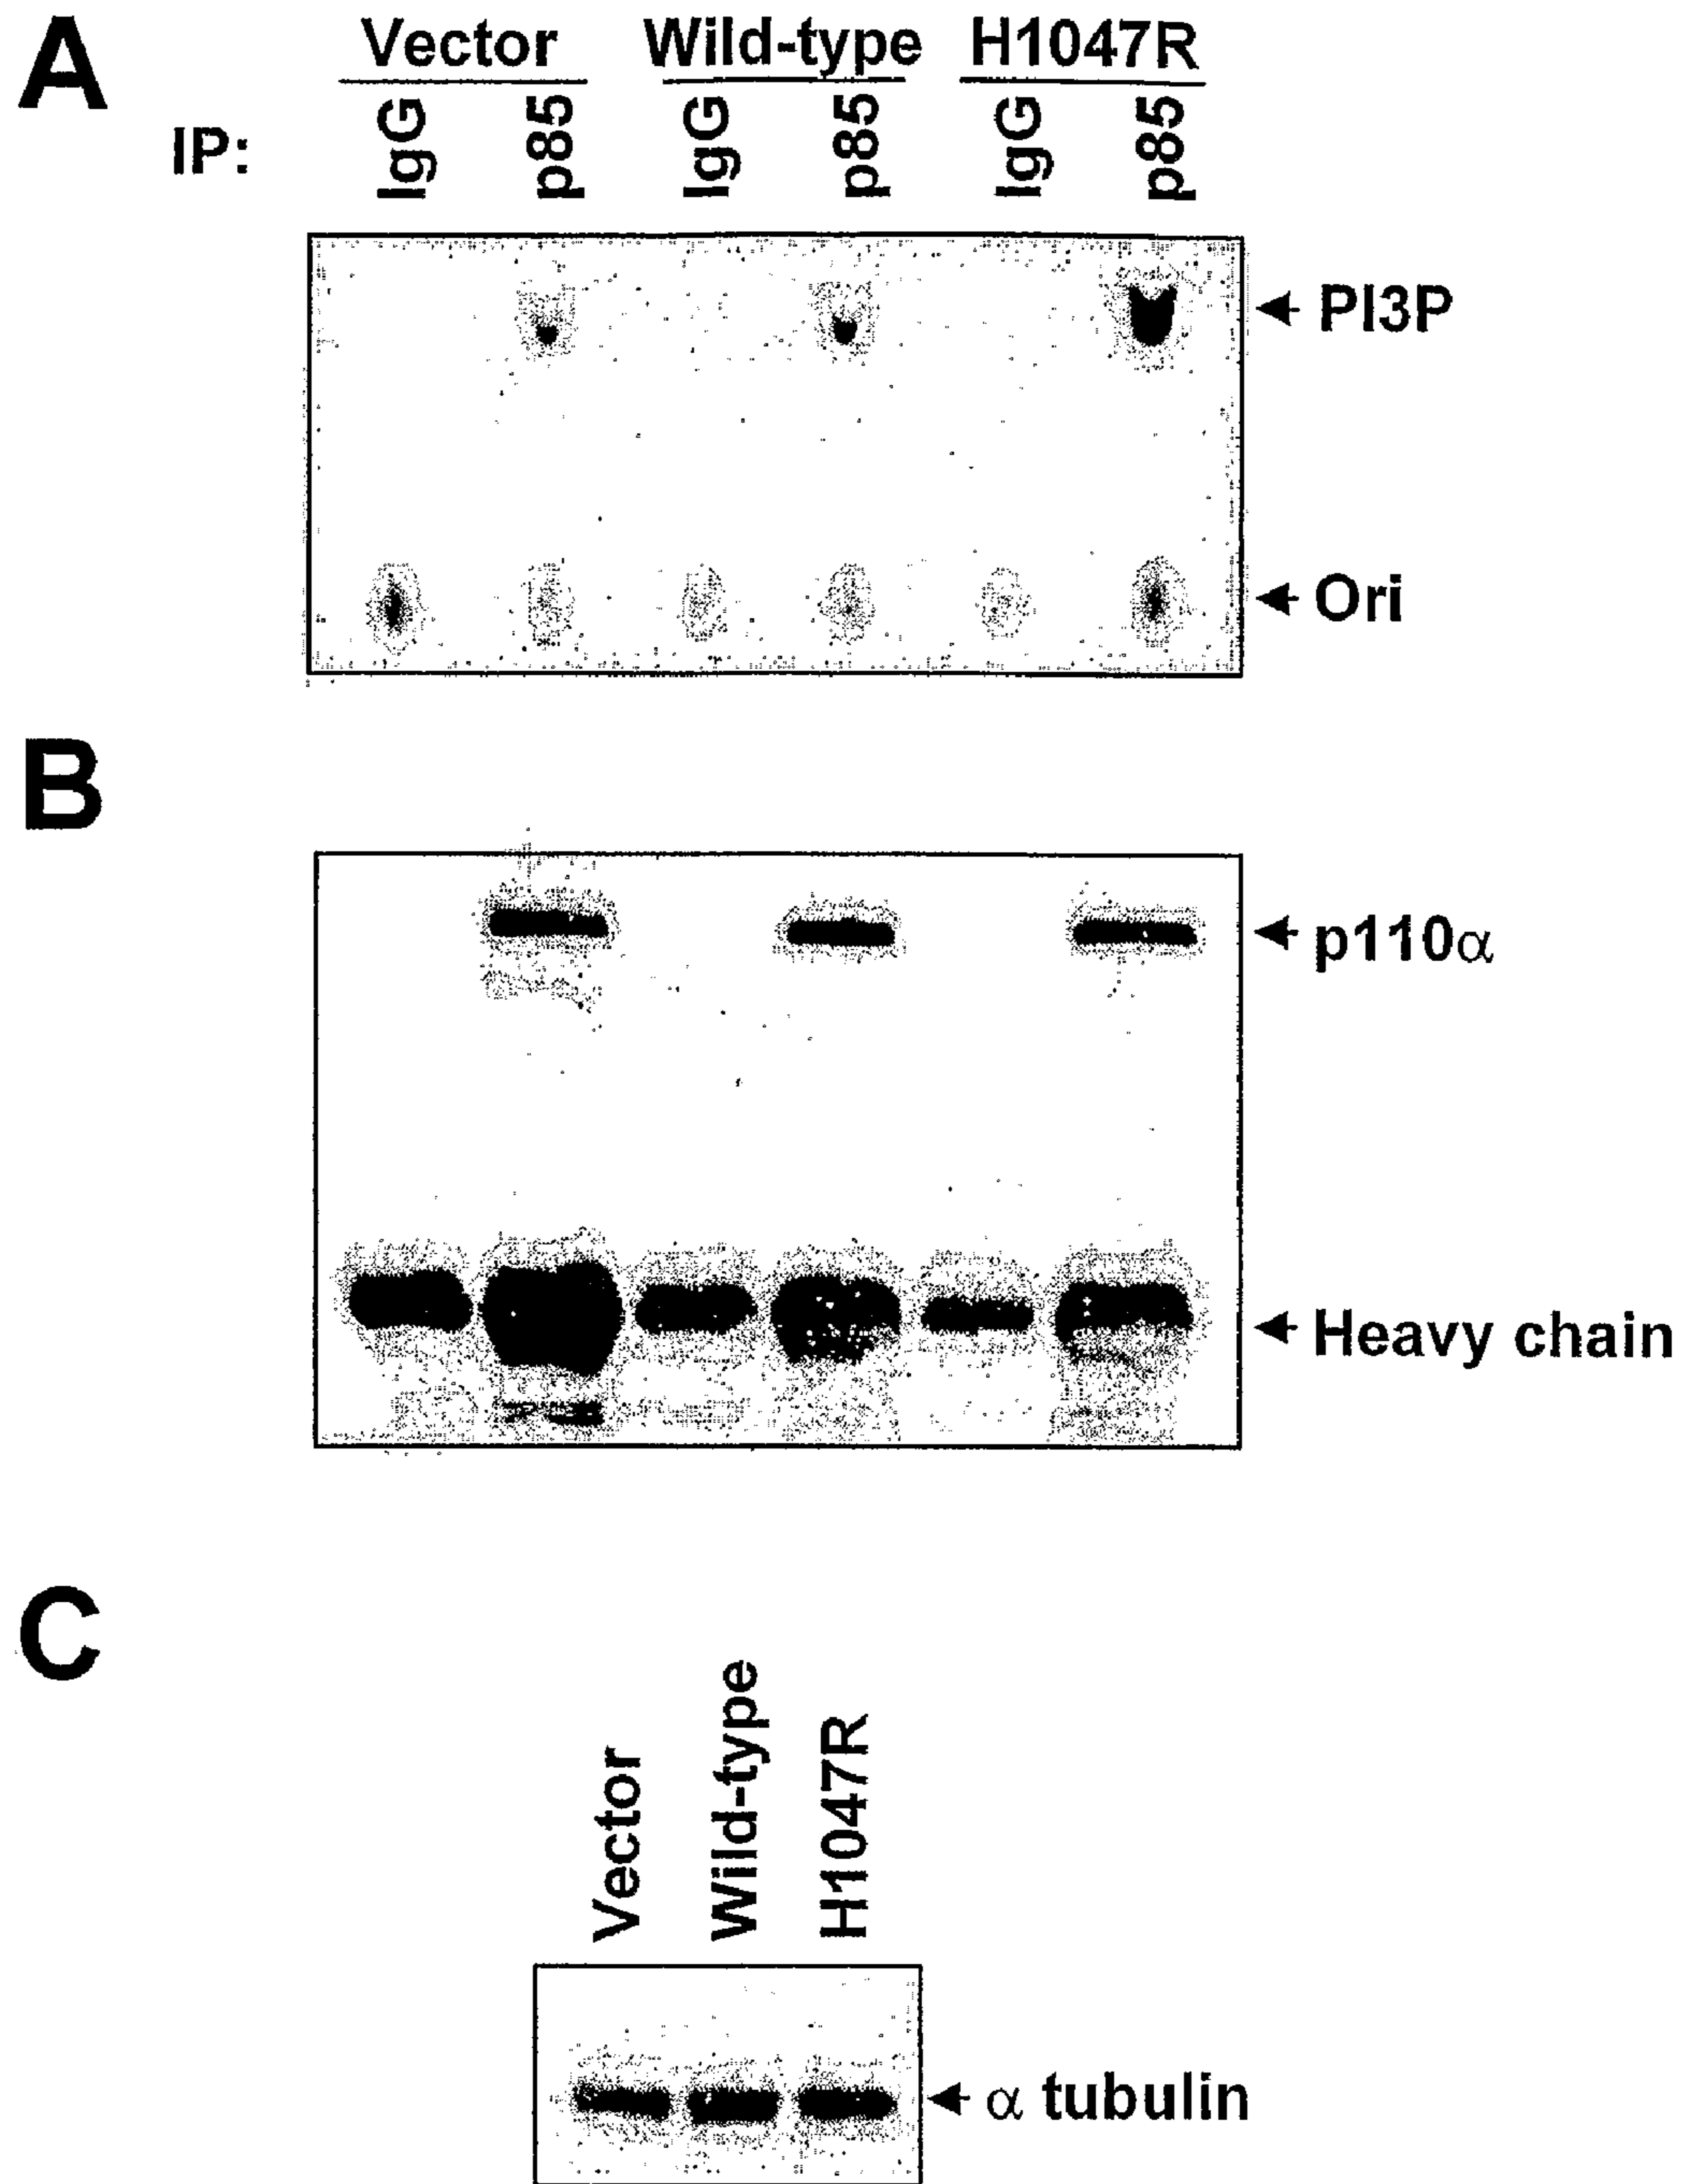 A
Vector Wild-type H1047R
IP: IgG p85 IgG p85 IgG p85
PI3P
Ori
B
p110α
Heavy chain
C
Vector Wild-type H1047R
α tubulin